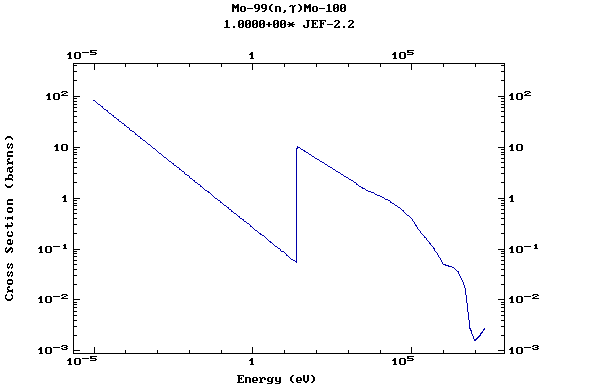 Mo-99(n,γ)Mo-100
1.0000+00* JEF-2.2
10⁻⁵ 1 10⁵
10² 10²
10 10
1 1
10⁻¹ 10⁻¹
10⁻² 10⁻²
10⁻³ 10⁻³
10⁻⁵ 1 10⁵
Cross Section (barns)
Energy (eV)